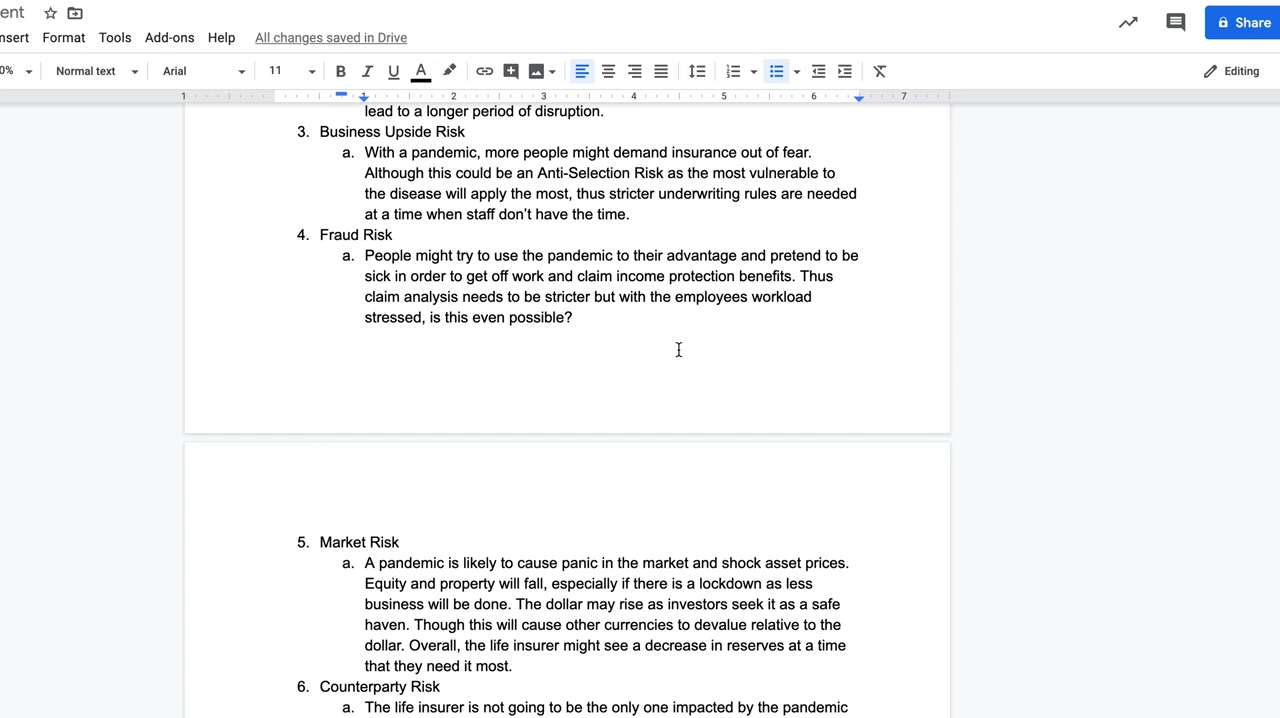 ent
nsert Format Tools Add-ons Help All changes saved in Drive
Share
0% Normal text Arial 11 B I U A Editing
1 1 2 3 4 5 6 7
lead to a longer period of disruption.
3. Business Upside Risk
a. With a pandemic, more people might demand insurance out of fear.
Although this could be an Anti-Selection Risk as the most vulnerable to
the disease will apply the most, thus stricter underwriting rules are needed
at a time when staff don’t have the time.
4. Fraud Risk
a. People might try to use the pandemic to their advantage and pretend to be
sick in order to get off work and claim income protection benefits. Thus
claim analysis needs to be stricter but with the employees workload
stressed, is this even possible?
5. Market Risk
a. A pandemic is likely to cause panic in the market and shock asset prices.
Equity and property will fall, especially if there is a lockdown as less
business will be done. The dollar may rise as investors seek it as a safe
haven. Though this will cause other currencies to devalue relative to the
dollar. Overall, the life insurer might see a decrease in reserves at a time
that they need it most.
6. Counterparty Risk
a. The life insurer is not going to be the only one impacted by the pandemic